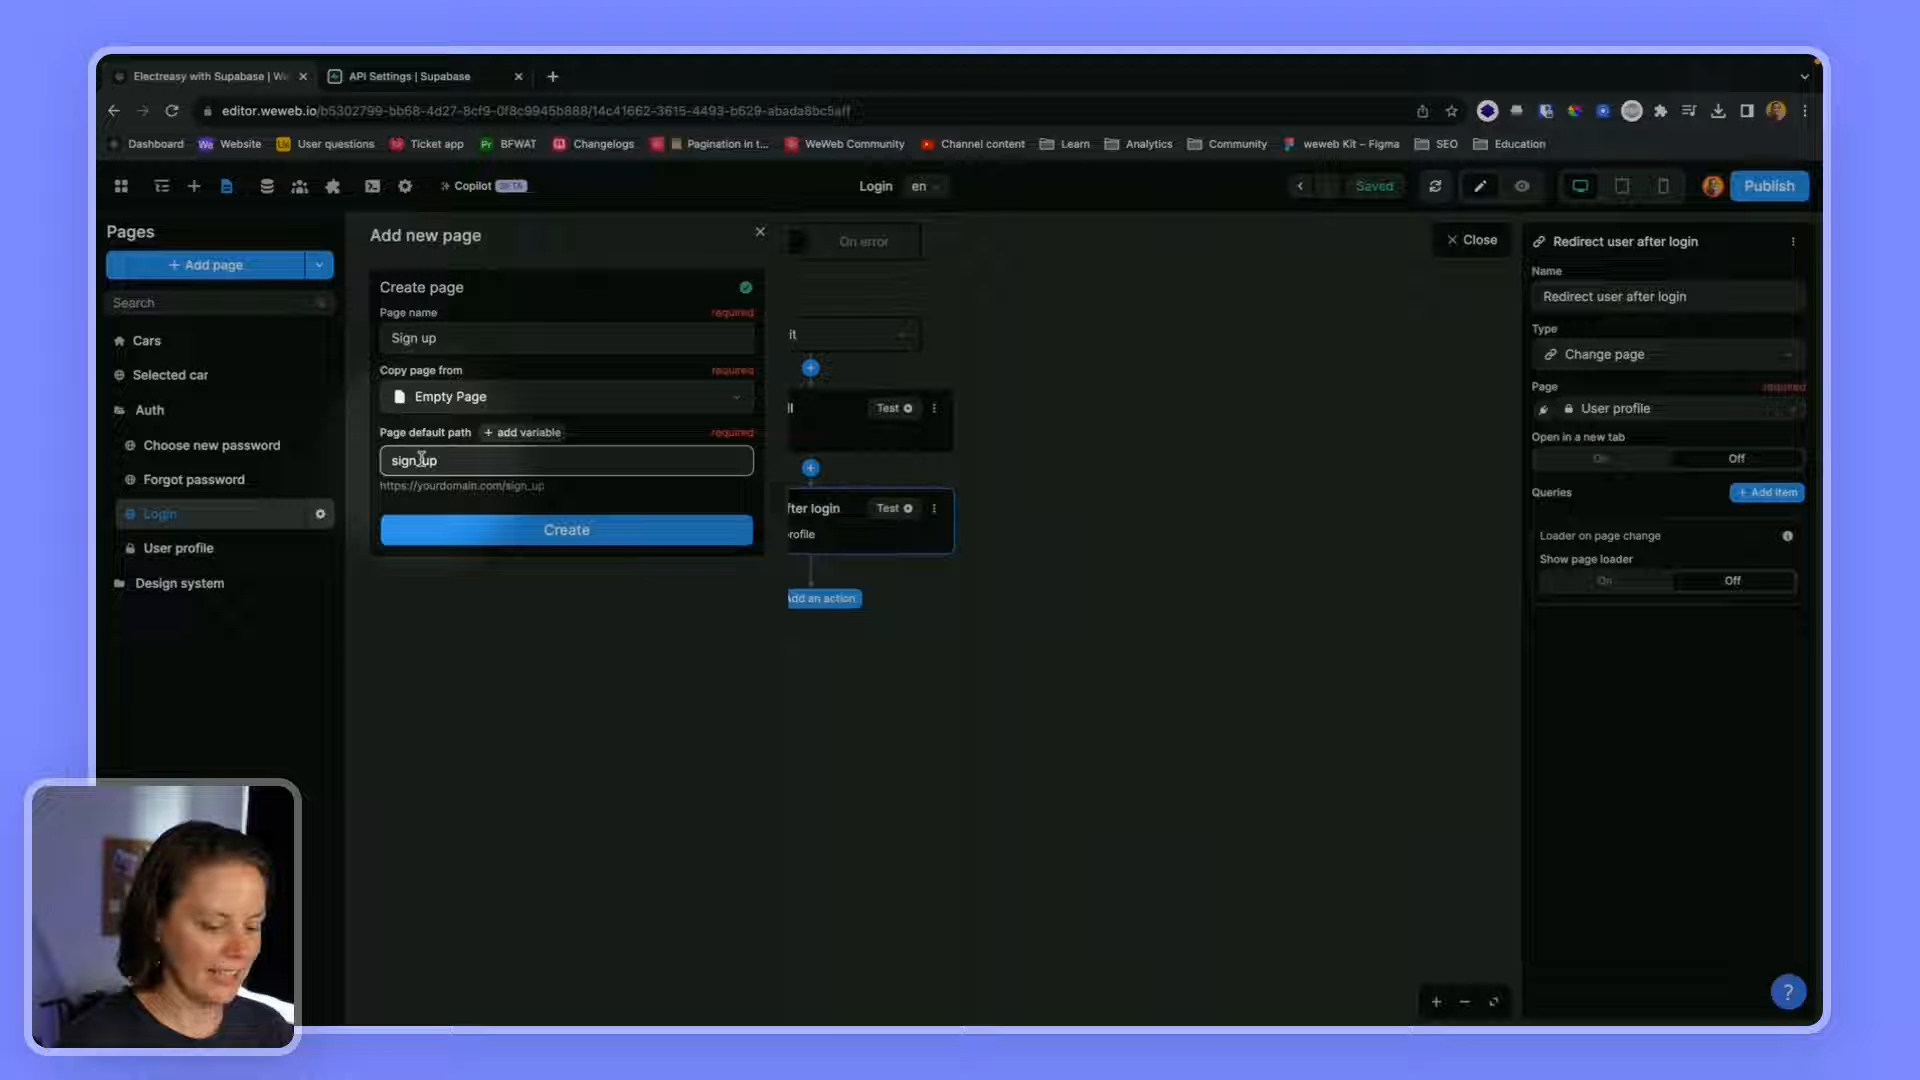 Electreasy with Supabase | We
API Settings | Supabase
editor.weweb.io/b5302799-bb68-4d27-8cf9-0f8c9945b888/14c41662-3615-4493-b629-abada8bc5aff
Dashboard
We Website
User questions
Ticket app
Pr BFWAT
Changelogs
Pagination in t...
WeWeb Community
Channel content
Learn
Analytics
Community
weweb Kit – Figma
SEO
Education
Copilot BETA
Login en
Saved
Publish
Pages
+ Add page
Search
Cars
Selected car
Auth
Choose new password
Forgot password
Login
User profile
Design system
Add new page
Create page
Page name required
Sign up
Copy page from required
Empty Page
Page default path + add variable required
sign_up
https://yourdomain.com/sign_up
Create
On error
it
ll Test
fter login Test
rofile
Add an action
Close
Redirect user after login
Name
Redirect user after login
Type
Change page
Page required
User profile
Open in a new tab
On Off
Queries + Add item
Loader on page change
Show page loader
On Off
?